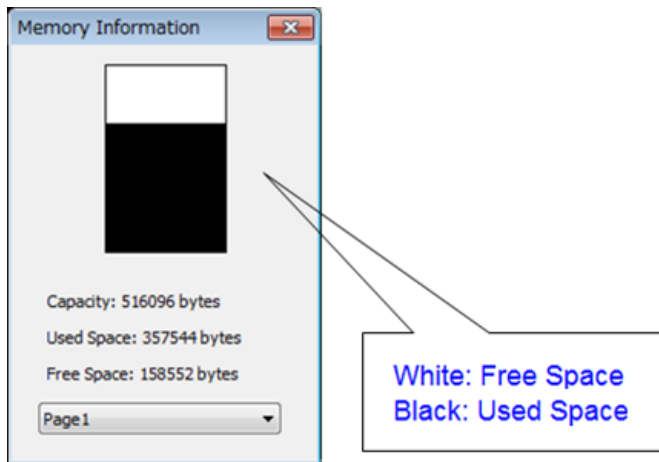 Memory Information
Capacity: 516096 bytes
Used Space: 357544 bytes
Free Space: 158552 bytes
Page1
White: Free Space
Black: Used Space